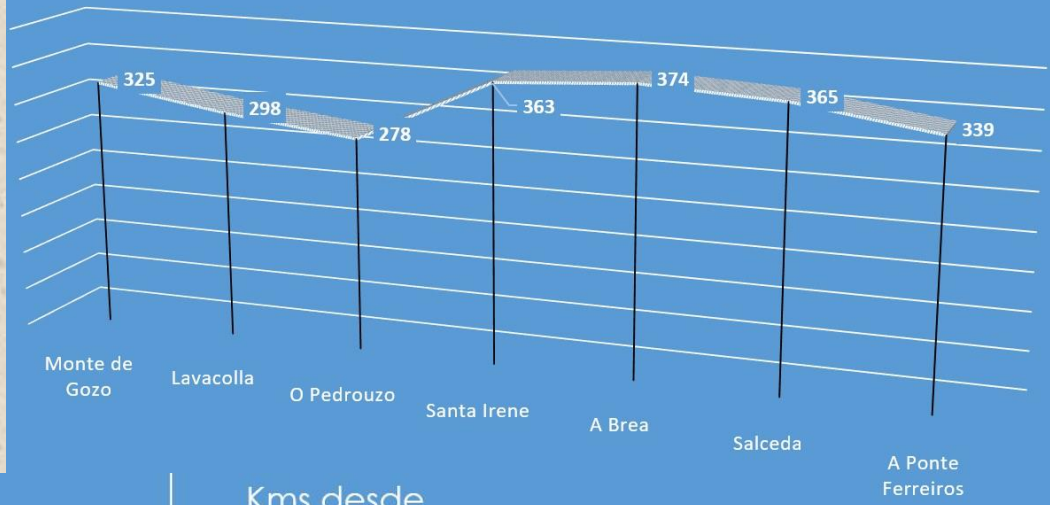 325
298
278
363
374
365
339
Monte de
Gozo
Lavacolla
O Pedrouzo
Santa Irene
A Brea
Salceda
A Ponte
Ferreiros
Kms desde